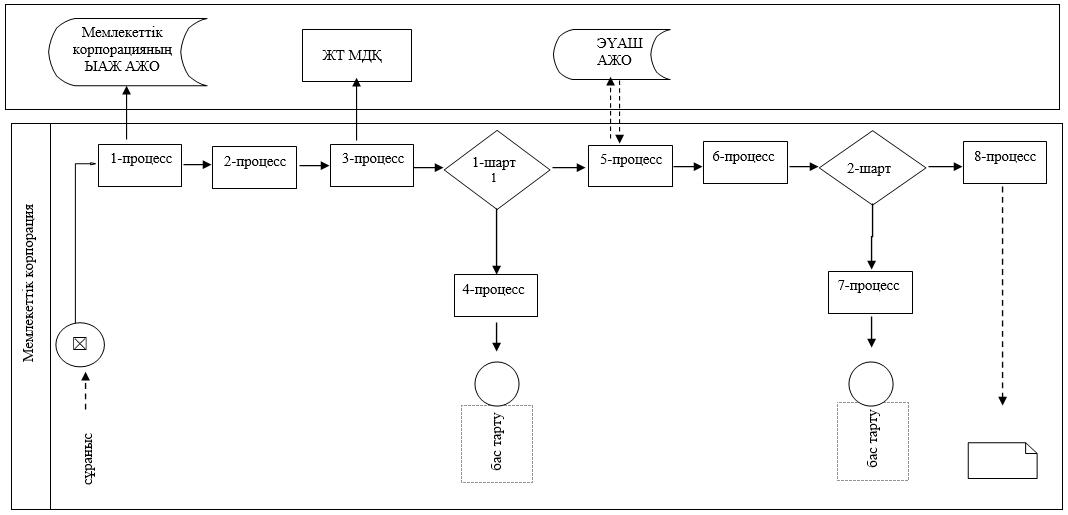 Мемлекеттік
корпорацияның
ЫАЖ АЖО
ЖТ МДҚ
ЭҮАШ
АЖО
Мемлекеттік корпорация
1-процесс
2-процесс
3-процесс
1-шарт
1
5-процесс
6-процесс
2-шарт
8-процесс
4-процесс
7-процесс
сұраныс
бас тарту
бас тарту